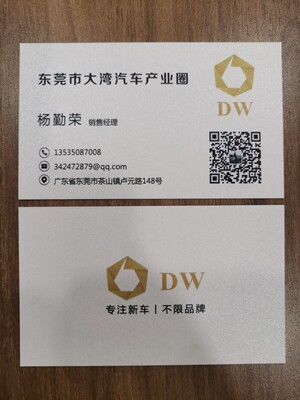 东莞市大湾汽车产业圈
DW
杨勤荣 销售经理
13535087008
342472879@qq.com
广东省东莞市茶山镇卢元路148号
DW
专注新车 | 不限品牌